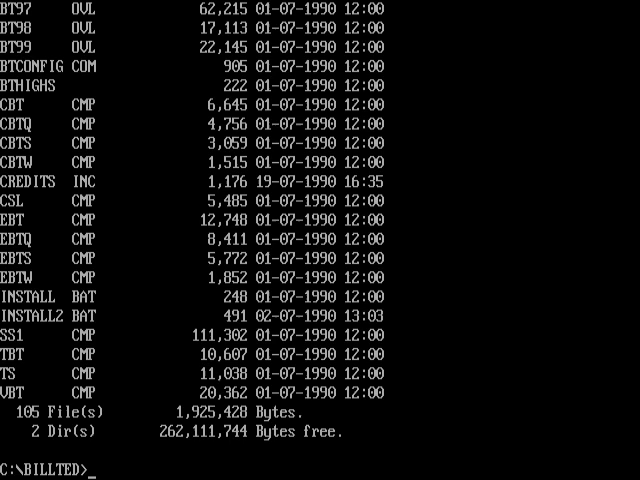 BT97     OVL             62,215 01-07-1990 12:00
BT98     OVL             17,113 01-07-1990 12:00
BT99     OVL             22,145 01-07-1990 12:00
BTCONFIG COM                905 01-07-1990 12:00
BTHIGHS                     222 01-07-1990 12:00
CBT      CMP              6,645 01-07-1990 12:00
CBTQ     CMP              4,756 01-07-1990 12:00
CBTS     CMP              3,059 01-07-1990 12:00
CBTW     CMP              1,515 01-07-1990 12:00
CREDITS  INC              1,176 19-07-1990 16:35
CSL      CMP              5,485 01-07-1990 12:00
EBT      CMP             12,748 01-07-1990 12:00
EBTQ     CMP              8,411 01-07-1990 12:00
EBTS     CMP              5,772 01-07-1990 12:00
EBTW     CMP              1,852 01-07-1990 12:00
INSTALL  BAT                248 01-07-1990 12:00
INSTALL2 BAT                491 02-07-1990 13:03
SS1      CMP            111,302 01-07-1990 12:00
TBT      CMP             10,607 01-07-1990 12:00
TS       CMP             11,038 01-07-1990 12:00
VBT      CMP             20,362 01-07-1990 12:00
  105 File(s)         1,925,428 Bytes.
    2 Dir(s)        262,111,744 Bytes free.
C:\BILLTED>_